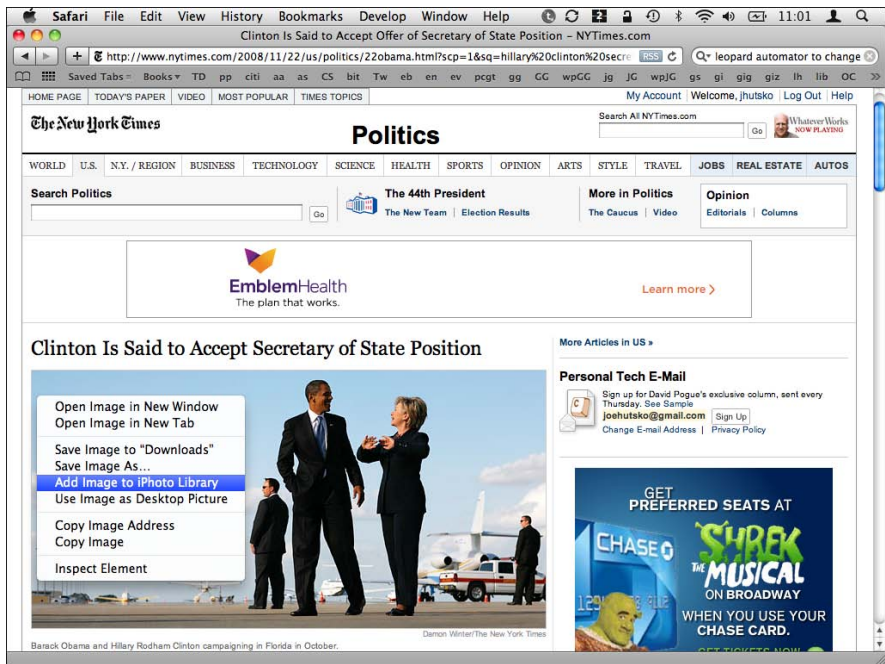 Safari File Edit View History Bookmarks Develop Window Help 11:01
Clinton Is Said to Accept Offer of Secretary of State Position – NYTimes.com
http://www.nytimes.com/2008/11/22/us/politics/22obama.html?scp=1&sq=hillary%20clinton%20secre RSS leopard automator to change
Saved Tabs Books TD pp citi aa as CS bit Tw eb en ev pcgt gg GG wpGG jg JG wpJG gs gi gig giz lh lib OC
HOME PAGE TODAY'S PAPER VIDEO MOST POPULAR TIMES TOPICS My Account Welcome, jhutsko Log Out Help
The New York Times
Politics
Search All NYTimes.com
Go
WhateverWorks
NOW PLAYING
WORLD U.S. N.Y. / REGION BUSINESS TECHNOLOGY SCIENCE HEALTH SPORTS OPINION ARTS STYLE TRAVEL JOBS REAL ESTATE AUTOS
Search Politics
Go
The 44th President
The New Team Election Results
More in Politics
The Caucus Video
Opinion
Editorials Columns
EmblemHealth
The plan that works.
Learn more
Clinton Is Said to Accept Secretary of State Position
Open Image in New Window
Open Image in New Tab
Save Image to "Downloads"
Save Image As...
Add Image to iPhoto Library
Use Image as Desktop Picture
Copy Image Address
Copy Image
Inspect Element
Damon Winter/The New York Times
Barack Obama and Hillary Rodham Clinton campaigning in Florida in October.
More Articles in US »
Personal Tech E-Mail
Sign up for David Pogue's exclusive column, sent every
Thursday. See Sample
joehutsko@gmail.com Sign Up
Change E-mail Address | Privacy Policy
GET
PREFERRED SEATS AT
CHASE
SHREK
THE MUSICAL
ON BROADWAY
WHEN YOU USE YOUR
CHASE CARD.
GET TICKETS NOW